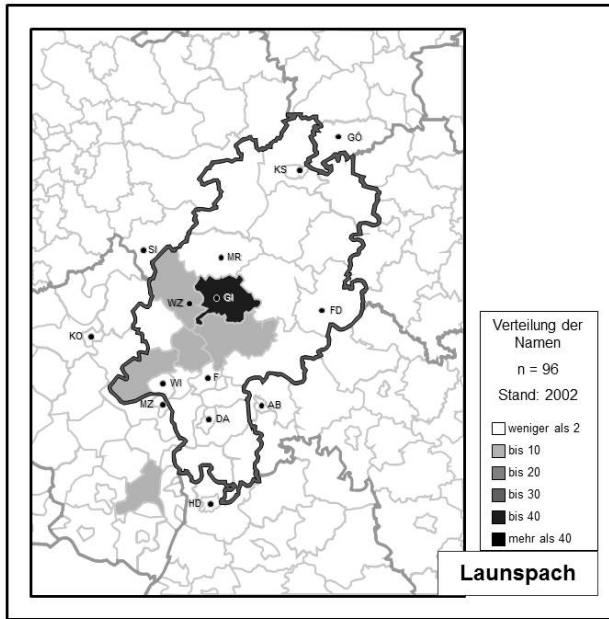 GÖ
KS
SI
MR
WZ
GI
FD
KO
WI
F
MZ
DA
AB
HD
Verteilung der
Namen
n = 96
Stand: 2002
weniger als 2
bis 10
bis 20
bis 30
bis 40
mehr als 40
Launspach